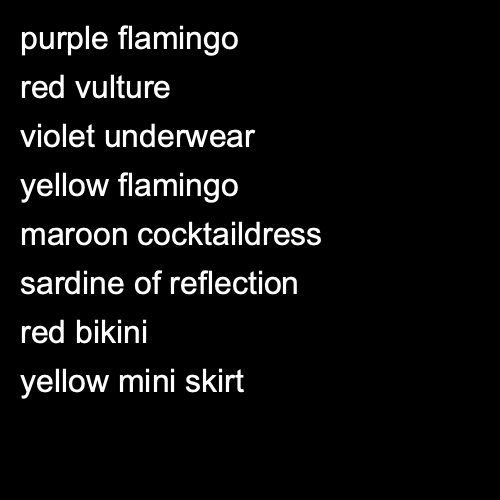 purple flamingo
red vulture
violet underwear
yellow flamingo
maroon cocktaildress
sardine of reflection
red bikini
yellow mini skirt